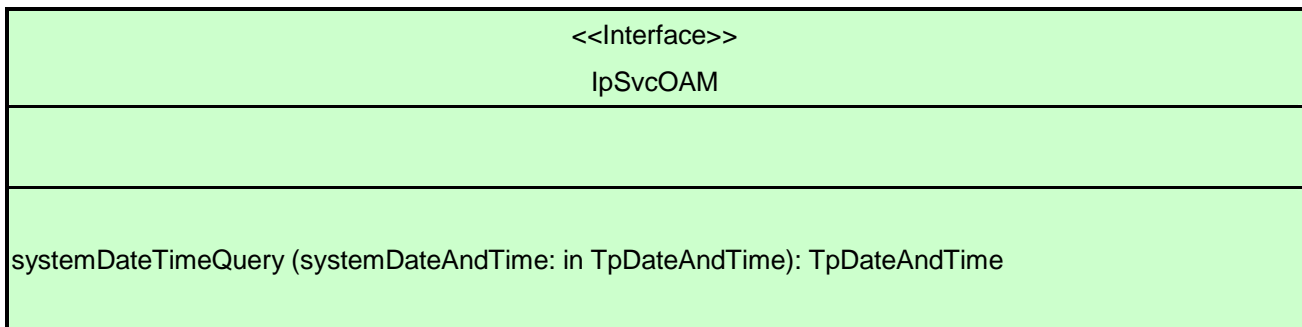 <<Interface>>
IpSvcOAM
systemDateTimeQuery (systemDateAndTime: in TpDateAndTime): TpDateAndTime